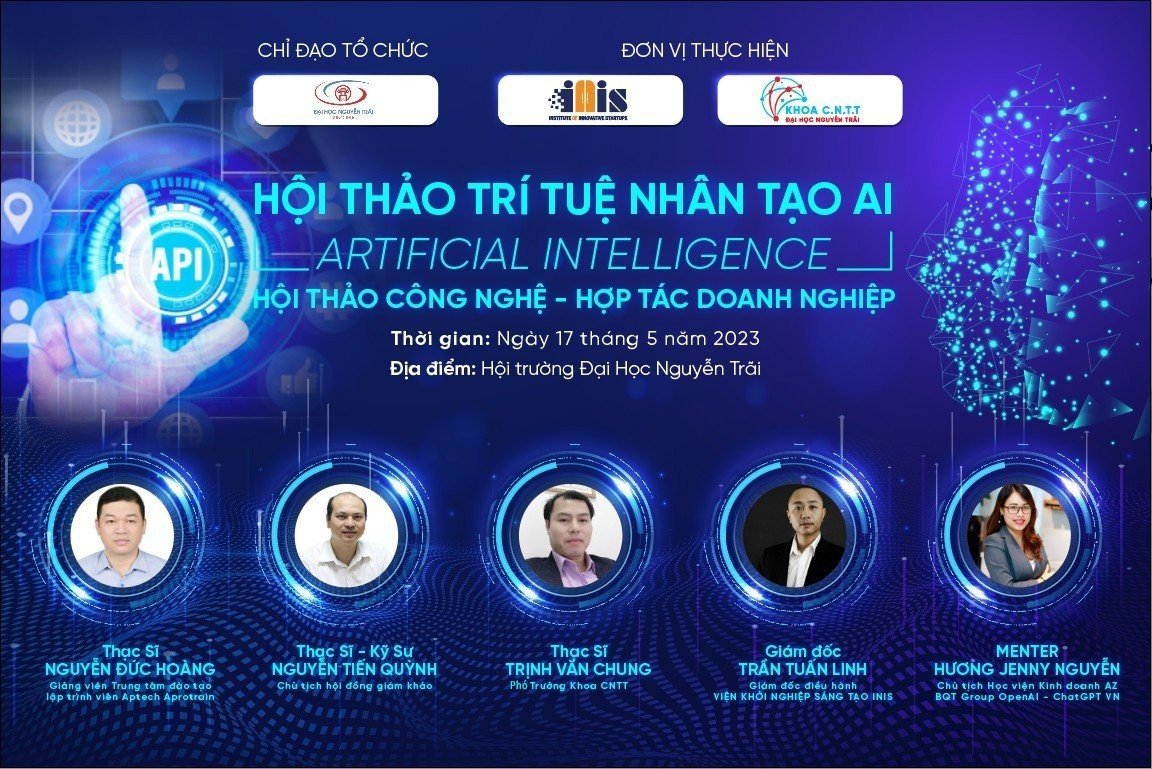 CHỈ ĐẠO TỔ CHỨC
ĐƠN VỊ THỰC HIỆN
ĐẠI HỌC NGUYỄN TRÃI
inis
INSTITUTE OF INNOVATIVE STARTUPS
KHOA C.N.T.T
ĐẠI HỌC NGUYỄN TRÃI
HỘI THẢO TRÍ TUỆ NHÂN TẠO AI
ARTIFICIAL INTELLIGENCE
API
HỘI THẢO CÔNG NGHỆ - HỢP TÁC DOANH NGHIỆP
Thời gian: Ngày 17 tháng 5 năm 2023
Địa điểm: Hội trường Đại Học Nguyễn Trãi
Thạc Sĩ
NGUYỄN ĐỨC HOÀNG
Giảng viên Trung tâm đào tạo
lập trình viên Aptech Aprotrain
Thạc Sĩ - Kỹ Sư
NGUYỄN TIẾN QUỲNH
Chủ tịch hội đồng giám khảo
Thạc Sĩ
TRỊNH VĂN CHUNG
Phó Trưởng Khoa CNTT
Giám đốc
TRẦN TUẤN LINH
Giám đốc điều hành
VIỆN KHỞI NGHIỆP SÁNG TẠO INIS
MENTER
HƯƠNG JENNY NGUYỄN
Chủ tịch Học viện Kinh doanh AZ
BQT Group OpenAI - ChatGPT VN